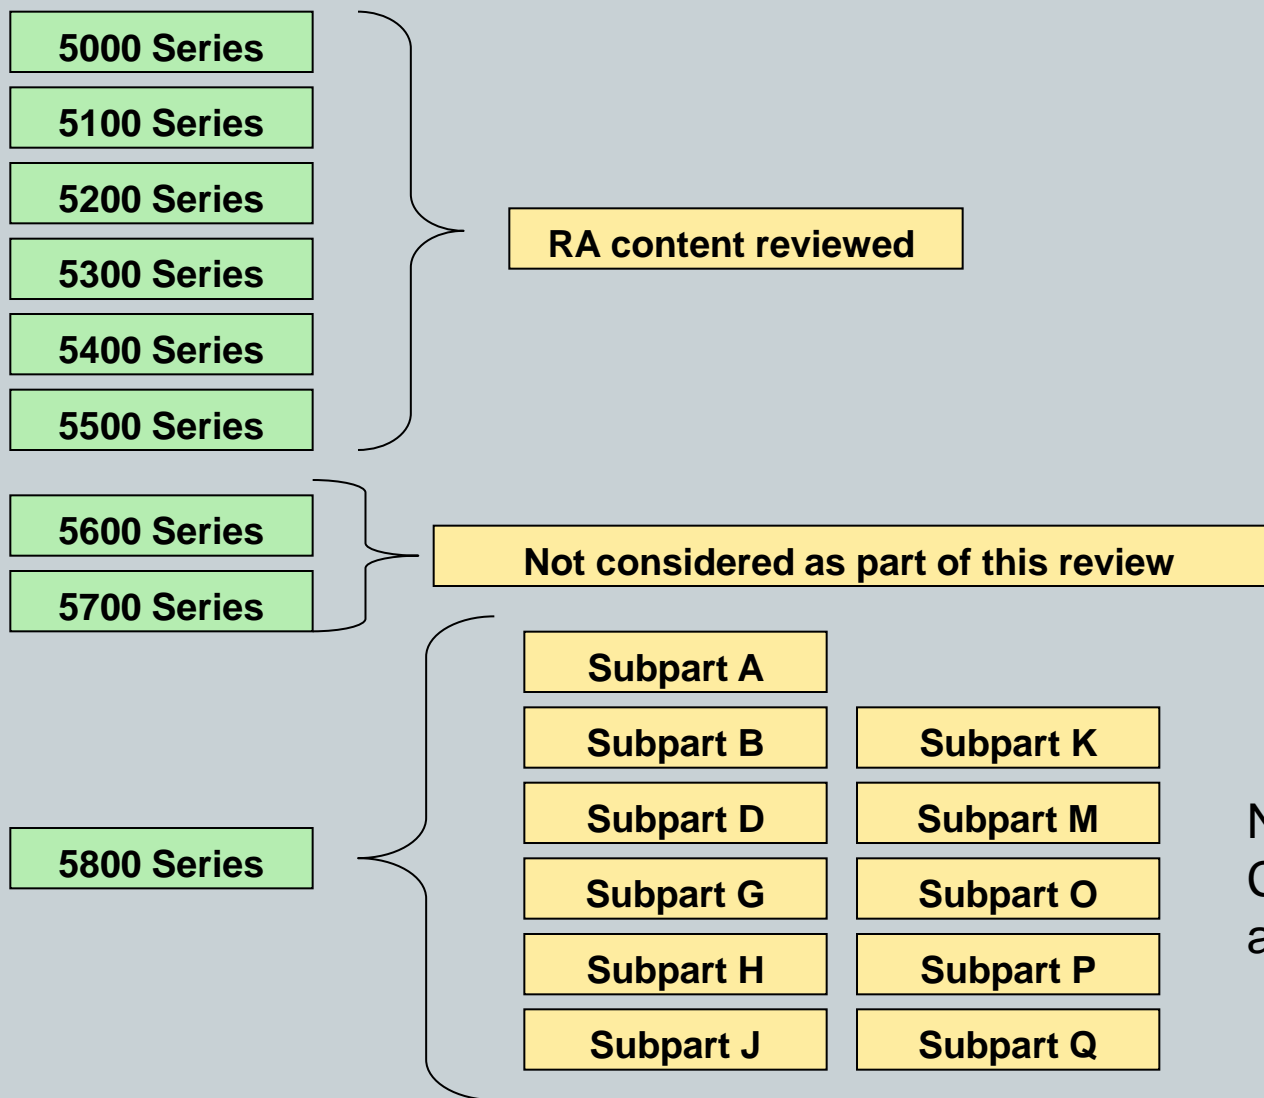 5000 Series
5100 Series
5200 Series
5300 Series
5400 Series
5500 Series
RA content reviewed
5600 Series
5700 Series
Not considered as part of this review
5800 Series
Subpart A
Subpart B
Subpart D
Subpart G
Subpart H
Subpart J
Subpart K
Subpart M
Subpart O
Subpart P
Subpart Q